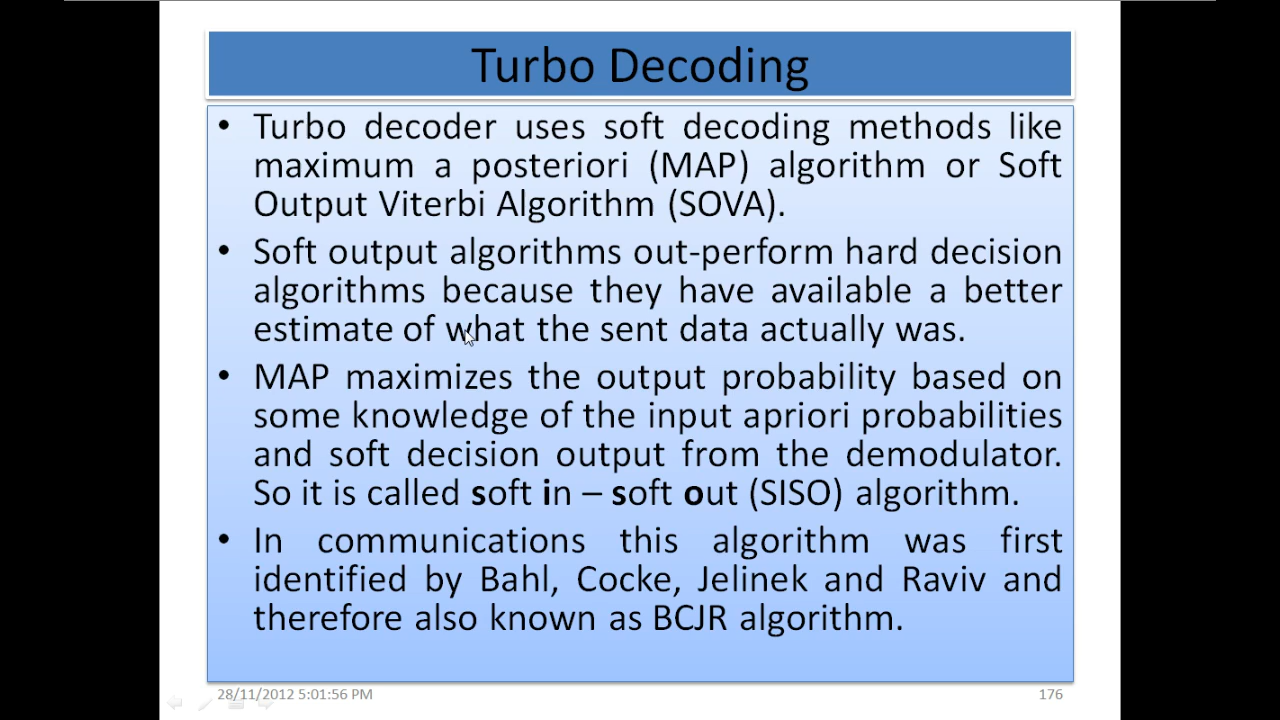 Turbo Decoding
• Turbo decoder uses soft decoding methods like
maximum a posteriori (MAP) algorithm or Soft
Output Viterbi Algorithm (SOVA).
• Soft output algorithms out-perform hard decision
algorithms because they have available a better
estimate of what the sent data actually was.
• MAP maximizes the output probability based on
some knowledge of the input apriori probabilities
and soft decision output from the demodulator.
So it is called soft in – soft out (SISO) algorithm.
• In communications this algorithm was first
identified by Bahl, Cocke, Jelinek and Raviv and
therefore also known as BCJR algorithm.
28/11/2012 5:01:56 PM
176